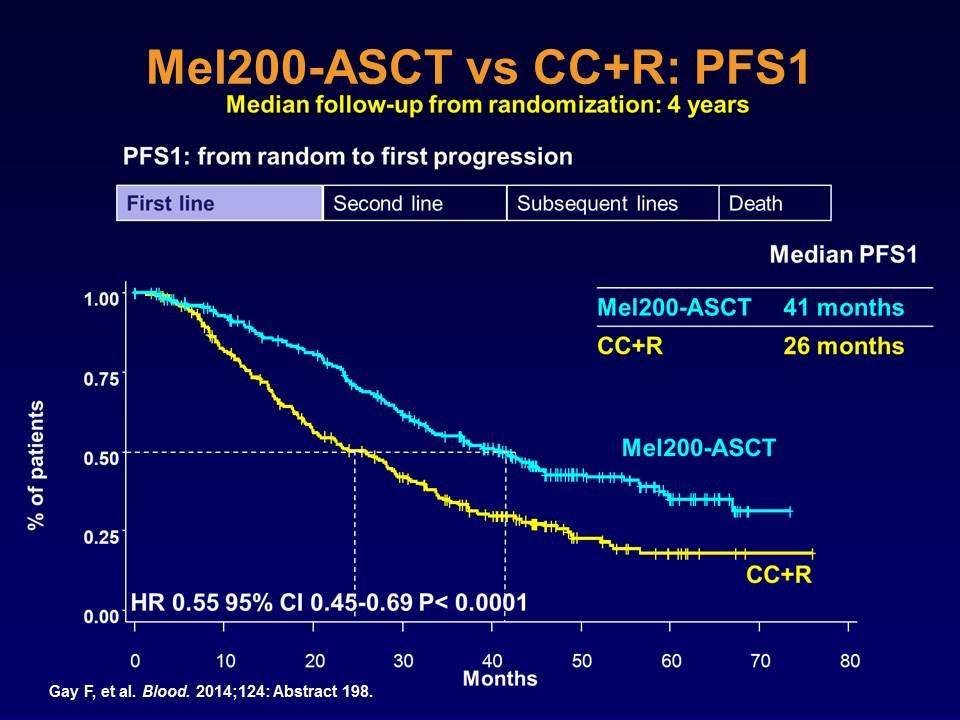 Mel200-ASCT vs CC+R: PFS1
Median follow-up from randomization: 4 years
PFS1: from random to first progression
First line Second line Subsequent lines Death
Median PFS1
Mel200-ASCT 41 months
CC+R 26 months
1.00
0.75
0.50
0.25
0.00
% of patients
Mel200-ASCT
CC+R
HR 0.55 95% CI 0.45-0.69 P< 0.0001
0 10 20 30 40 50 60 70 80
Months
Gay F, et al. Blood. 2014;124: Abstract 198.